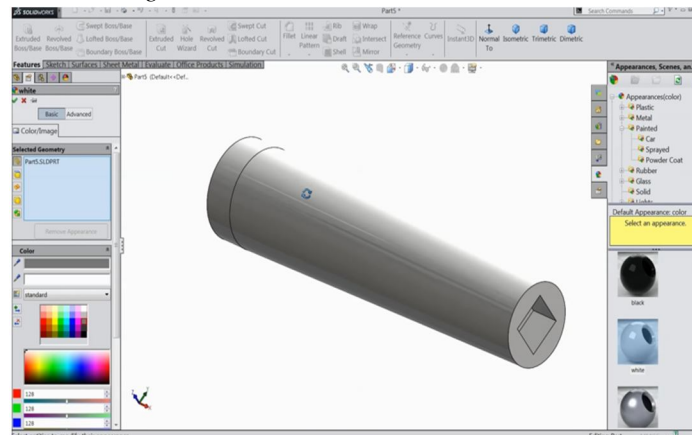 SOLIDWORKS
Part5 *
Search Commands
Extruded Boss/Base
Revolved Boss/Base
Swept Boss/Base
Lofted Boss/Base
Boundary Boss/Base
Extruded Cut
Hole Wizard
Revolved Cut
Swept Cut
Lofted Cut
Boundary Cut
Fillet
Linear Pattern
Rib
Draft
Shell
Wrap
Intersect
Mirror
Reference Geometry
Curves
Instant3D
Normal To
Isometric
Trimetric
Dimetric
Features Sketch Surfaces Sheet Metal Evaluate Office Products Simulation
Part5 (Default<<Def...
white
Basic Advanced
Color/Image
Selected Geometry
Part5.SLDPRT
Remove Appearance
Color
standard
128
128
128
Appearances, Scenes, an
Appearances(color)
Plastic
Metal
Painted
Car
Sprayed
Powder Coat
Rubber
Glass
Solid
Lights
Default Appearance: color
Select an appearance.
black
white